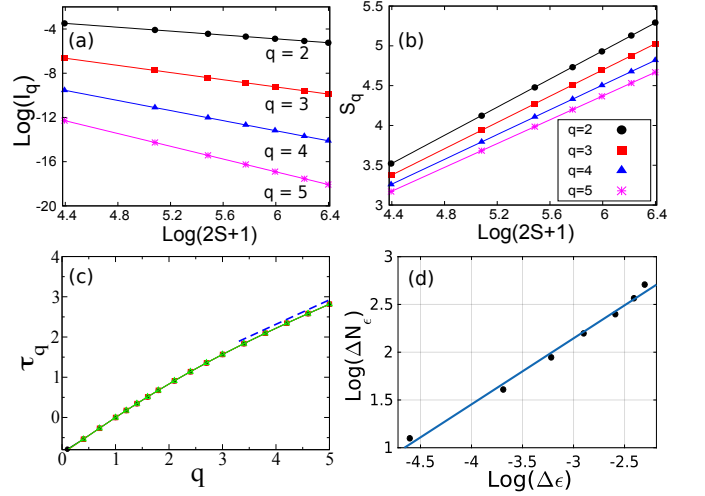 (a)
Log(I_q)
-4
-8
-12
-16
-20
q = 2
q = 3
q = 4
q = 5
4.4 4.8 5.2 5.6 6 6.4
Log(2S+1)
(b)
S_q
5.5
5
4.5
4
3.5
3
q=2
q=3
q=4
q=5
4.4 4.8 5.2 5.6 6 6.4
Log(2S+1)
(c)
τ_q
4
3
2
1
0
0 1 2 3 4 5
q
(d)
Log(ΔN_ϵ)
3
2.5
2
1.5
1
-4.5 -4 -3.5 -3 -2.5
Log(Δϵ)